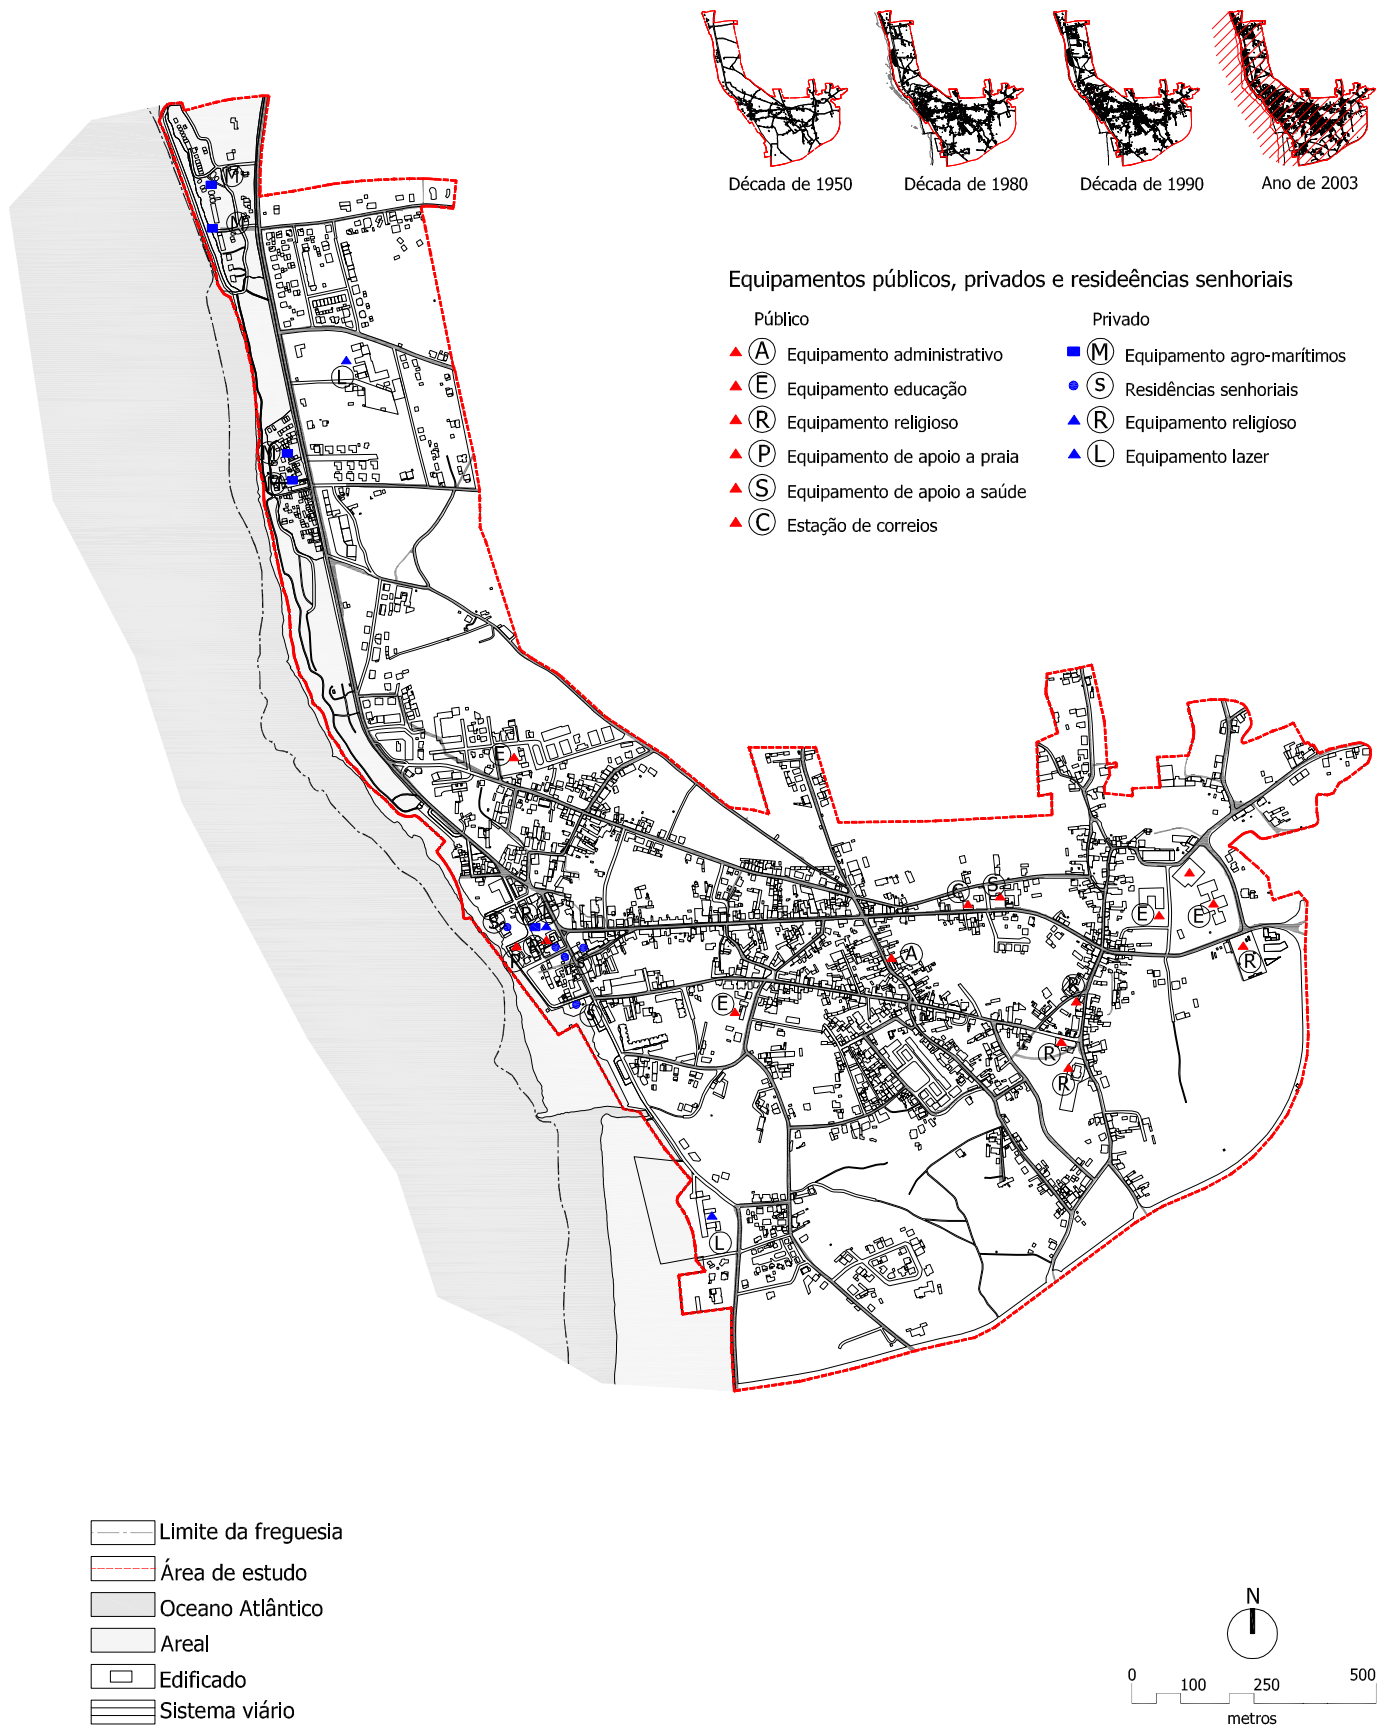 Década de 1950
Década de 1980
Década de 1990
Ano de 2003
Equipamentos públicos, privados e resideências senhoriais
Público
A Equipamento administrativo
E Equipamento educação
R Equipamento religioso
P Equipamento de apoio a praia
S Equipamento de apoio a saúde
C Estação de correios
Privado
M Equipamento agro-marítimos
s Residências senhoriais
R Equipamento religioso
L Equipamento lazer
M
M
L
M
E
C
S
E
E
S
R
A
R
E
R
R
R
L
Limite da freguesia
Área de estudo
Oceano Atlântico
Areal
Edificado
Sistema viário
N
0 100 250 500
metros